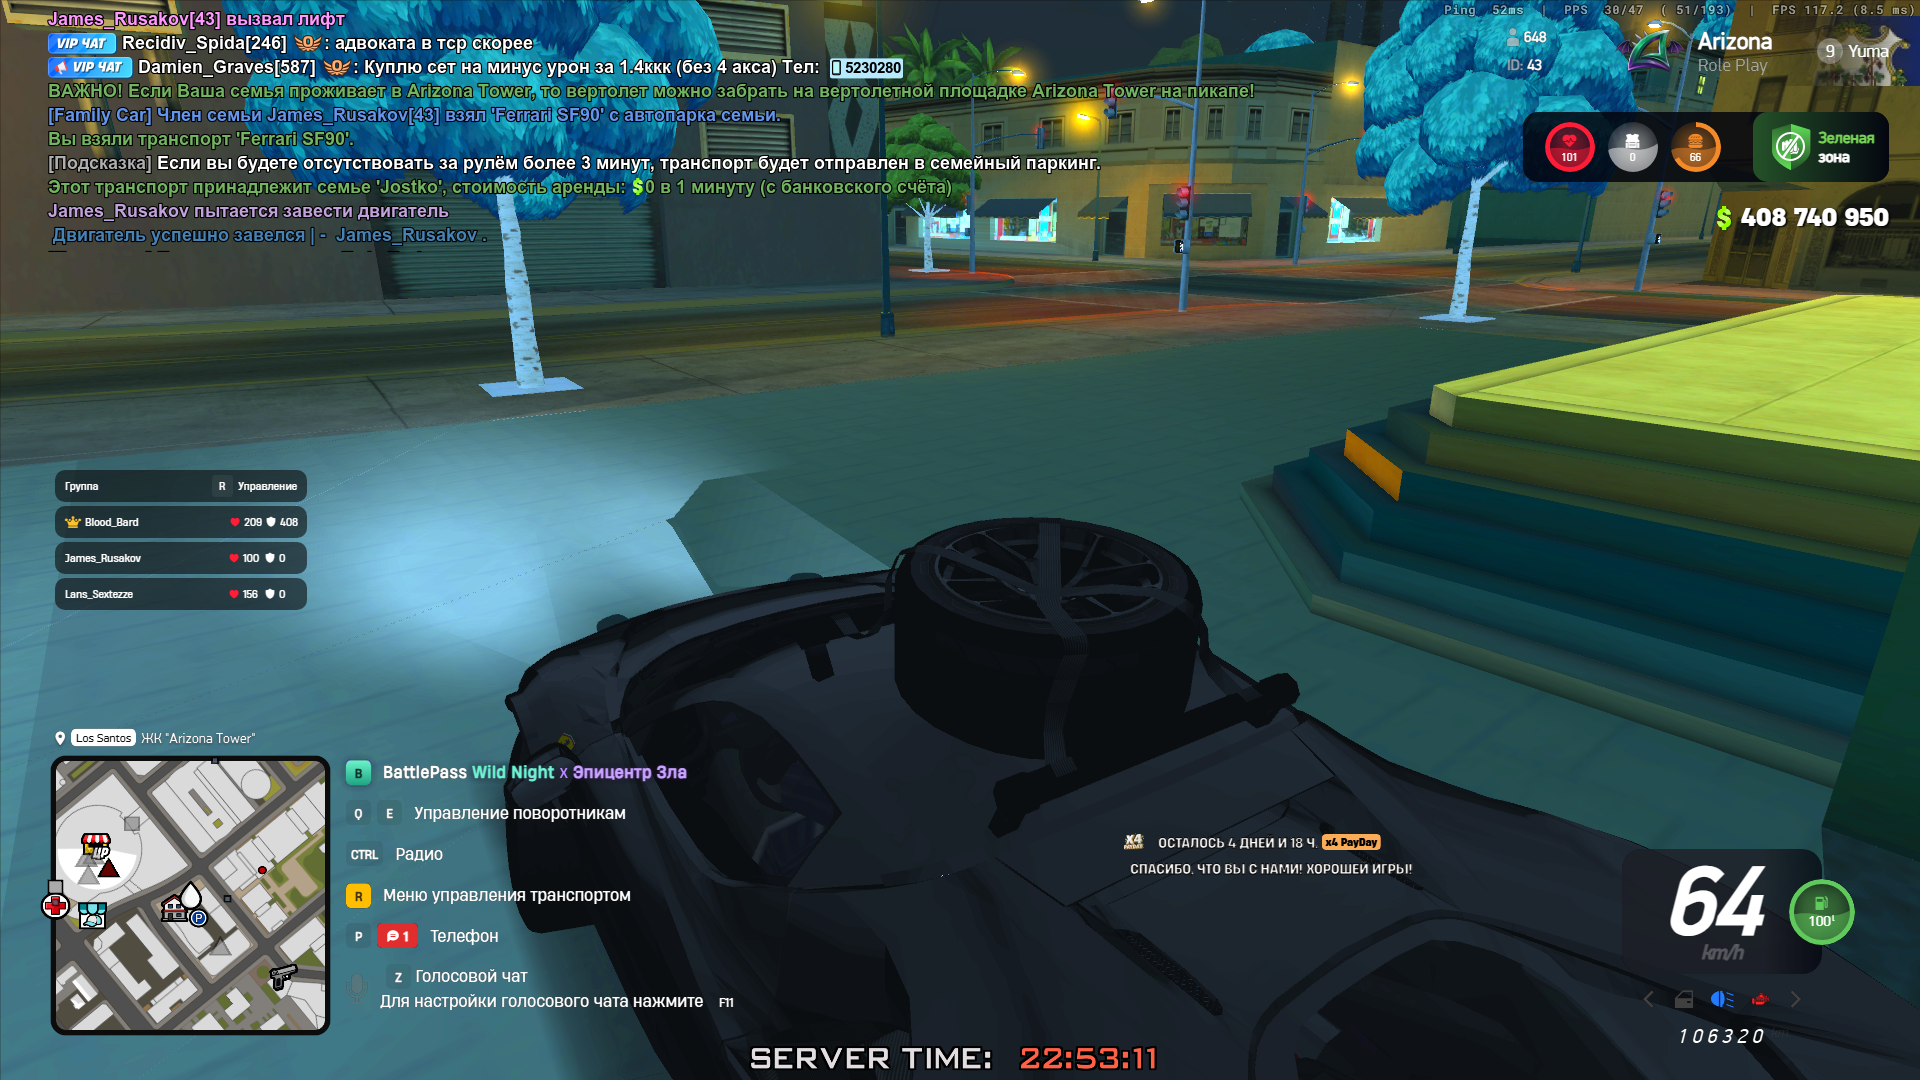 Ping 52ms | PPS 30/47 ( 51/193) | FPS 117.2 (8.5 ms)
James_Rusakov[43] вызвал лифт
VIP ЧАТ Recidiv_Spida[246] : адвоката в тср скорее
VIP ЧАТ Damien_Graves[587] : Куплю сет на минус урон за 1.4ккк (без 4 акса) Тел: 5230280
ВАЖНО! Если Ваша семья проживает в Arizona Tower, то вертолет можно забрать на вертолетной площадке Arizona Tower на пикапе!
[Family Car] Член семьи James_Rusakov[43] взял 'Ferrari SF90' с автопарка семьи.
Вы взяли транспорт 'Ferrari SF90'.
[Подсказка] Если вы будете отсутствовать за рулём более 3 минут, транспорт будет отправлен в семейный паркинг.
Этот транспорт принадлежит семье 'Jostko', стоимость аренды: $0 в 1 минуту (с банковского счёта)
James_Rusakov пытается завести двигатель
Двигатель успешно завелся | - James_Rusakov .
648
ID: 43
Arizona
Role Play
9 Yuma
101
0
66
Зеленая
зона
$ 408 740 950
Группа R Управление
Blood_Bard 209 408
James_Rusakov 100 0
Lans_Sextezze 156 0
Los Santos ЖК "Arizona Tower"
B BattlePass Wild Night x Эпицентр Зла
Q E Управление поворотникам
CTRL Радио
R Меню управления транспортом
P 1 Телефон
Z Голосовой чат
Для настройки голосового чата нажмите F11
X4 PAYDAY ОСТАЛОСЬ 4 ДНЕЙ И 18 Ч. x4 PayDay
СПАСИБО, ЧТО ВЫ С НАМИ! ХОРОШЕЙ ИГРЫ!
64
km/h
100
106320
SERVER TIME: 22:53:11